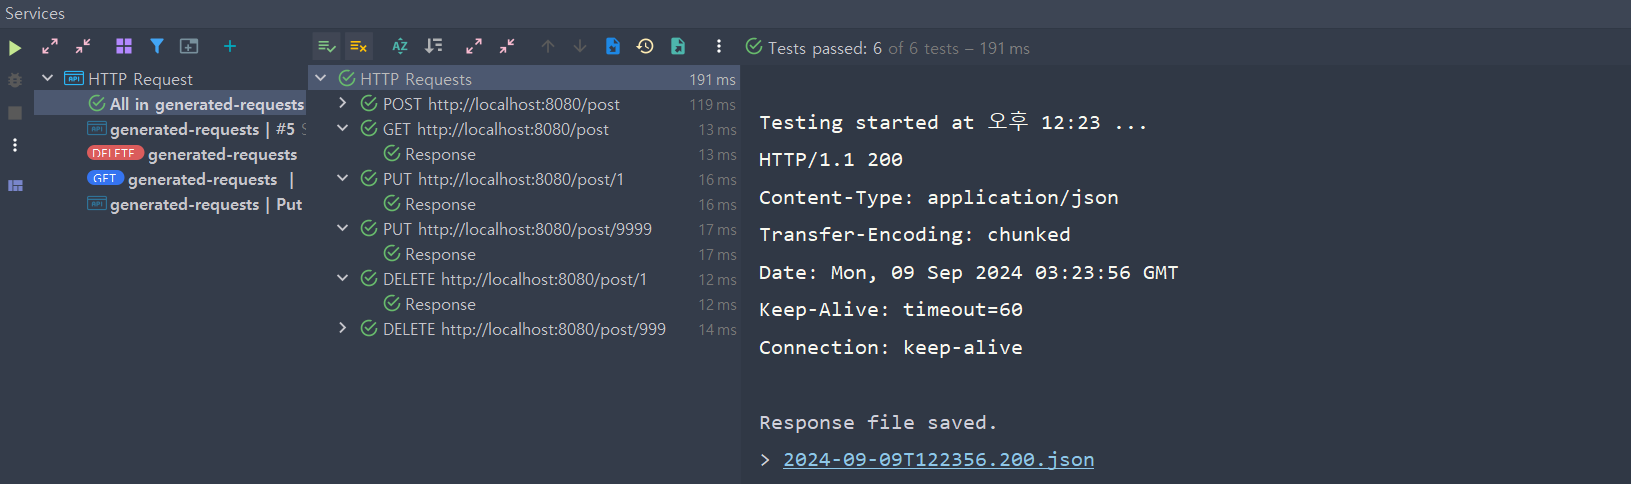 Services
HTTP Request
All in generated-requests
generated-requests | #5
DELETE generated-requests
GET generated-requests |
generated-requests | Put
HTTP Requests 191 ms
POST http://localhost:8080/post 119 ms
GET http://localhost:8080/post 13 ms
Response 13 ms
PUT http://localhost:8080/post/1 16 ms
Response 16 ms
PUT http://localhost:8080/post/9999 17 ms
Response 17 ms
DELETE http://localhost:8080/post/1 12 ms
Response 12 ms
DELETE http://localhost:8080/post/999 14 ms
Tests passed: 6 of 6 tests – 191 ms
Testing started at 오후 12:23 ...
HTTP/1.1 200
Content-Type: application/json
Transfer-Encoding: chunked
Date: Mon, 09 Sep 2024 03:23:56 GMT
Keep-Alive: timeout=60
Connection: keep-alive
Response file saved.
> 2024-09-09T122356.200.json